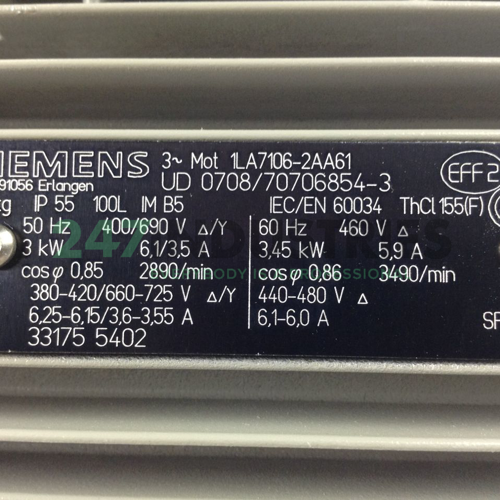 SIEMENS 3~ Mot 1LA7106-2AA61
91056 Erlangen UD 0708/70706854-3 EFF2
kg IP 55 100L IM B5 IEC/EN 60034 ThCl 155(F)
50 Hz 400/690 V △/Y 60 Hz 460 V △
3 kW 6,1/3,5 A 3,45 kW 5,9 A
cos φ 0,85 2890/min cos φ 0,86 3490/min
380-420/660-725 V △/Y 440-480 V △
6,25-6,15/3,6-3,55 A 6,1-6,0 A SF
33175 5402
247